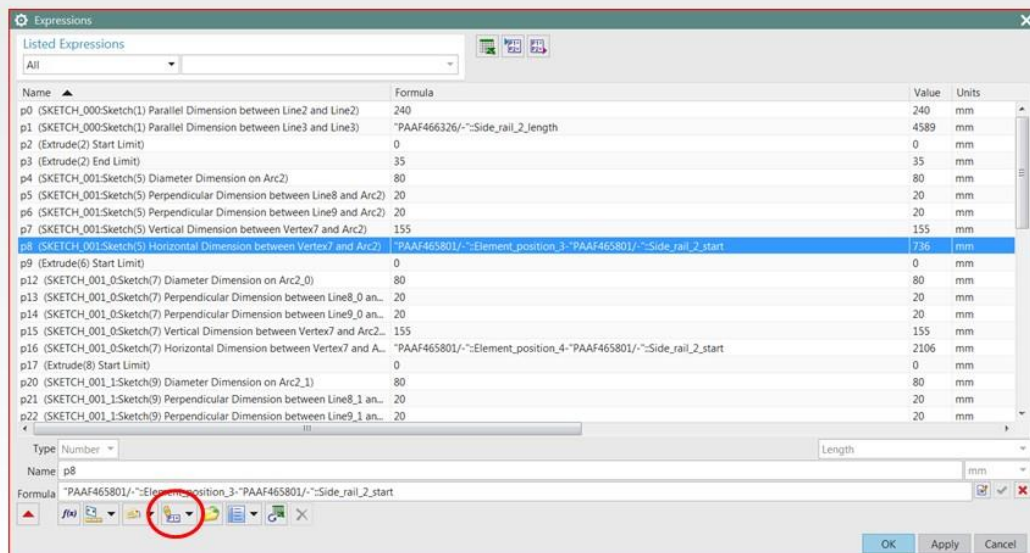 Expressions
Listed Expressions
All
Name Formula Value Units
p0 (SKETCH_000:Sketch(1) Parallel Dimension between Line2 and Line2) 240 240 mm
p1 (SKETCH_000:Sketch(1) Parallel Dimension between Line3 and Line3) "PAAF466326/-"::Side_rail_2_length 4589 mm
p2 (Extrude(2) Start Limit) 0 0 mm
p3 (Extrude(2) End Limit) 35 35 mm
p4 (SKETCH_001:Sketch(5) Diameter Dimension on Arc2) 80 80 mm
p5 (SKETCH_001:Sketch(5) Perpendicular Dimension between Line8 and Arc2) 20 20 mm
p6 (SKETCH_001:Sketch(5) Perpendicular Dimension between Line9 and Arc2) 20 20 mm
p7 (SKETCH_001:Sketch(5) Vertical Dimension between Vertex7 and Arc2) 155 155 mm
p8 (SKETCH_001:Sketch(5) Horizontal Dimension between Vertex7 and Arc2) "PAAF465801/-"::Element_position_3-"PAAF465801/-"::Side_rail_2_start 736 mm
p9 (Extrude(6) Start Limit) 0 0 mm
p12 (SKETCH_001_0:Sketch(7) Diameter Dimension on Arc2_0) 80 80 mm
p13 (SKETCH_001_0:Sketch(7) Perpendicular Dimension between Line8_0 an... 20 20 mm
p14 (SKETCH_001_0:Sketch(7) Perpendicular Dimension between Line9_0 an... 20 20 mm
p15 (SKETCH_001_0:Sketch(7) Vertical Dimension between Vertex7 and Arc2... 155 155 mm
p16 (SKETCH_001_0:Sketch(7) Horizontal Dimension between Vertex7 and A... "PAAF465801/-"::Element_position_4-"PAAF465801/-"::Side_rail_2_start 2106 mm
p17 (Extrude(8) Start Limit) 0 0 mm
p20 (SKETCH_001_1:Sketch(9) Diameter Dimension on Arc2_1) 80 80 mm
p21 (SKETCH_001_1:Sketch(9) Perpendicular Dimension between Line8_1 an... 20 20 mm
p22 (SKETCH_001_1:Sketch(9) Perpendicular Dimension between Line9_1 an... 20 20 mm
Type Number Length
Name p8 mm
Formula "PAAF465801/-"::Element_position_3-"PAAF465801/-"::Side_rail_2_start
f(x)
OK Apply Cancel